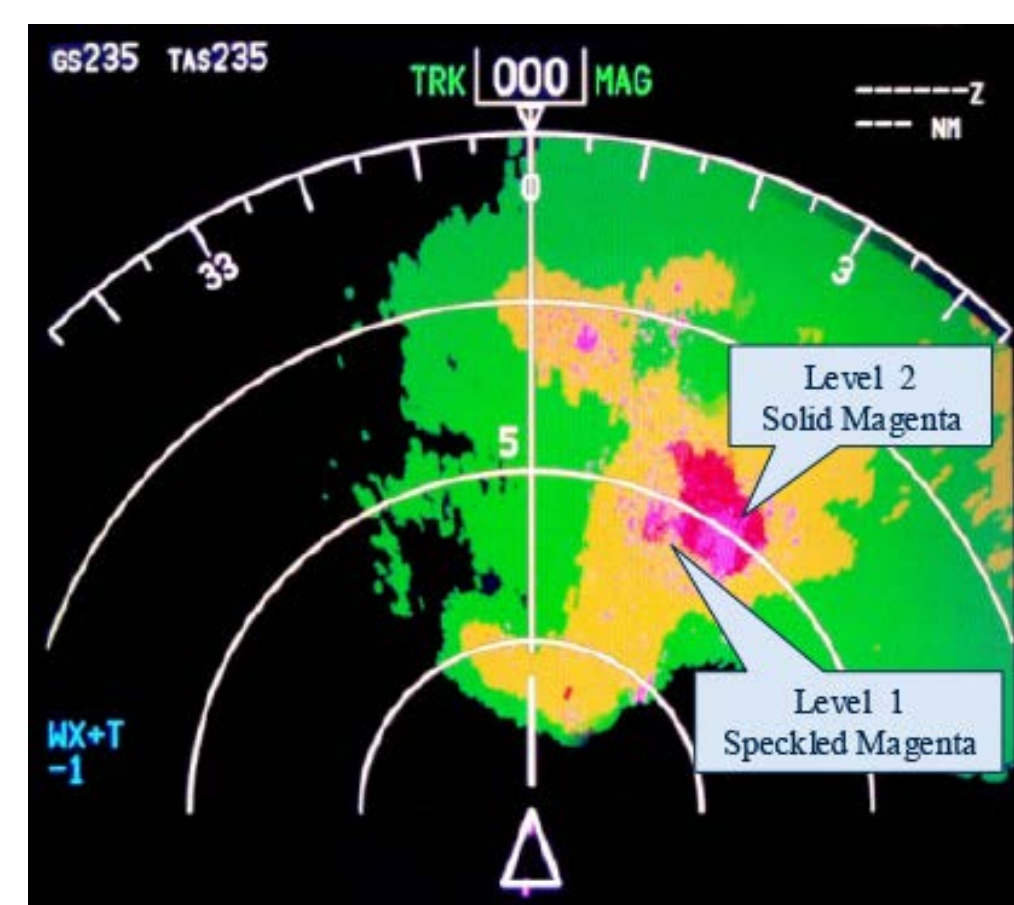 GS235 TAS235
TRK 000 MAG
------Z
--- NM
0
33
3
5
Level 2
Solid Magenta
Level 1
Speckled Magenta
WX+T
-1